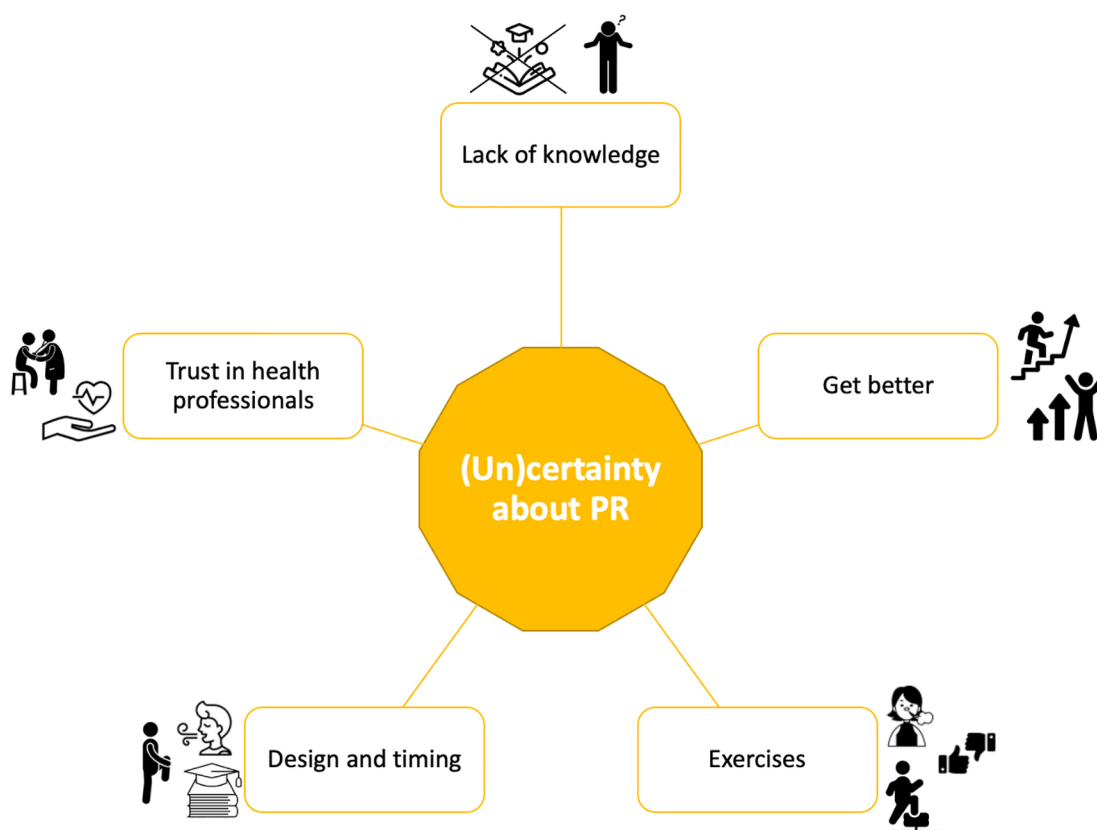 ?
Lack of knowledge
Trust in health
professionals
Get better
(Un)certainty
about PR
Design and timing
Exercises